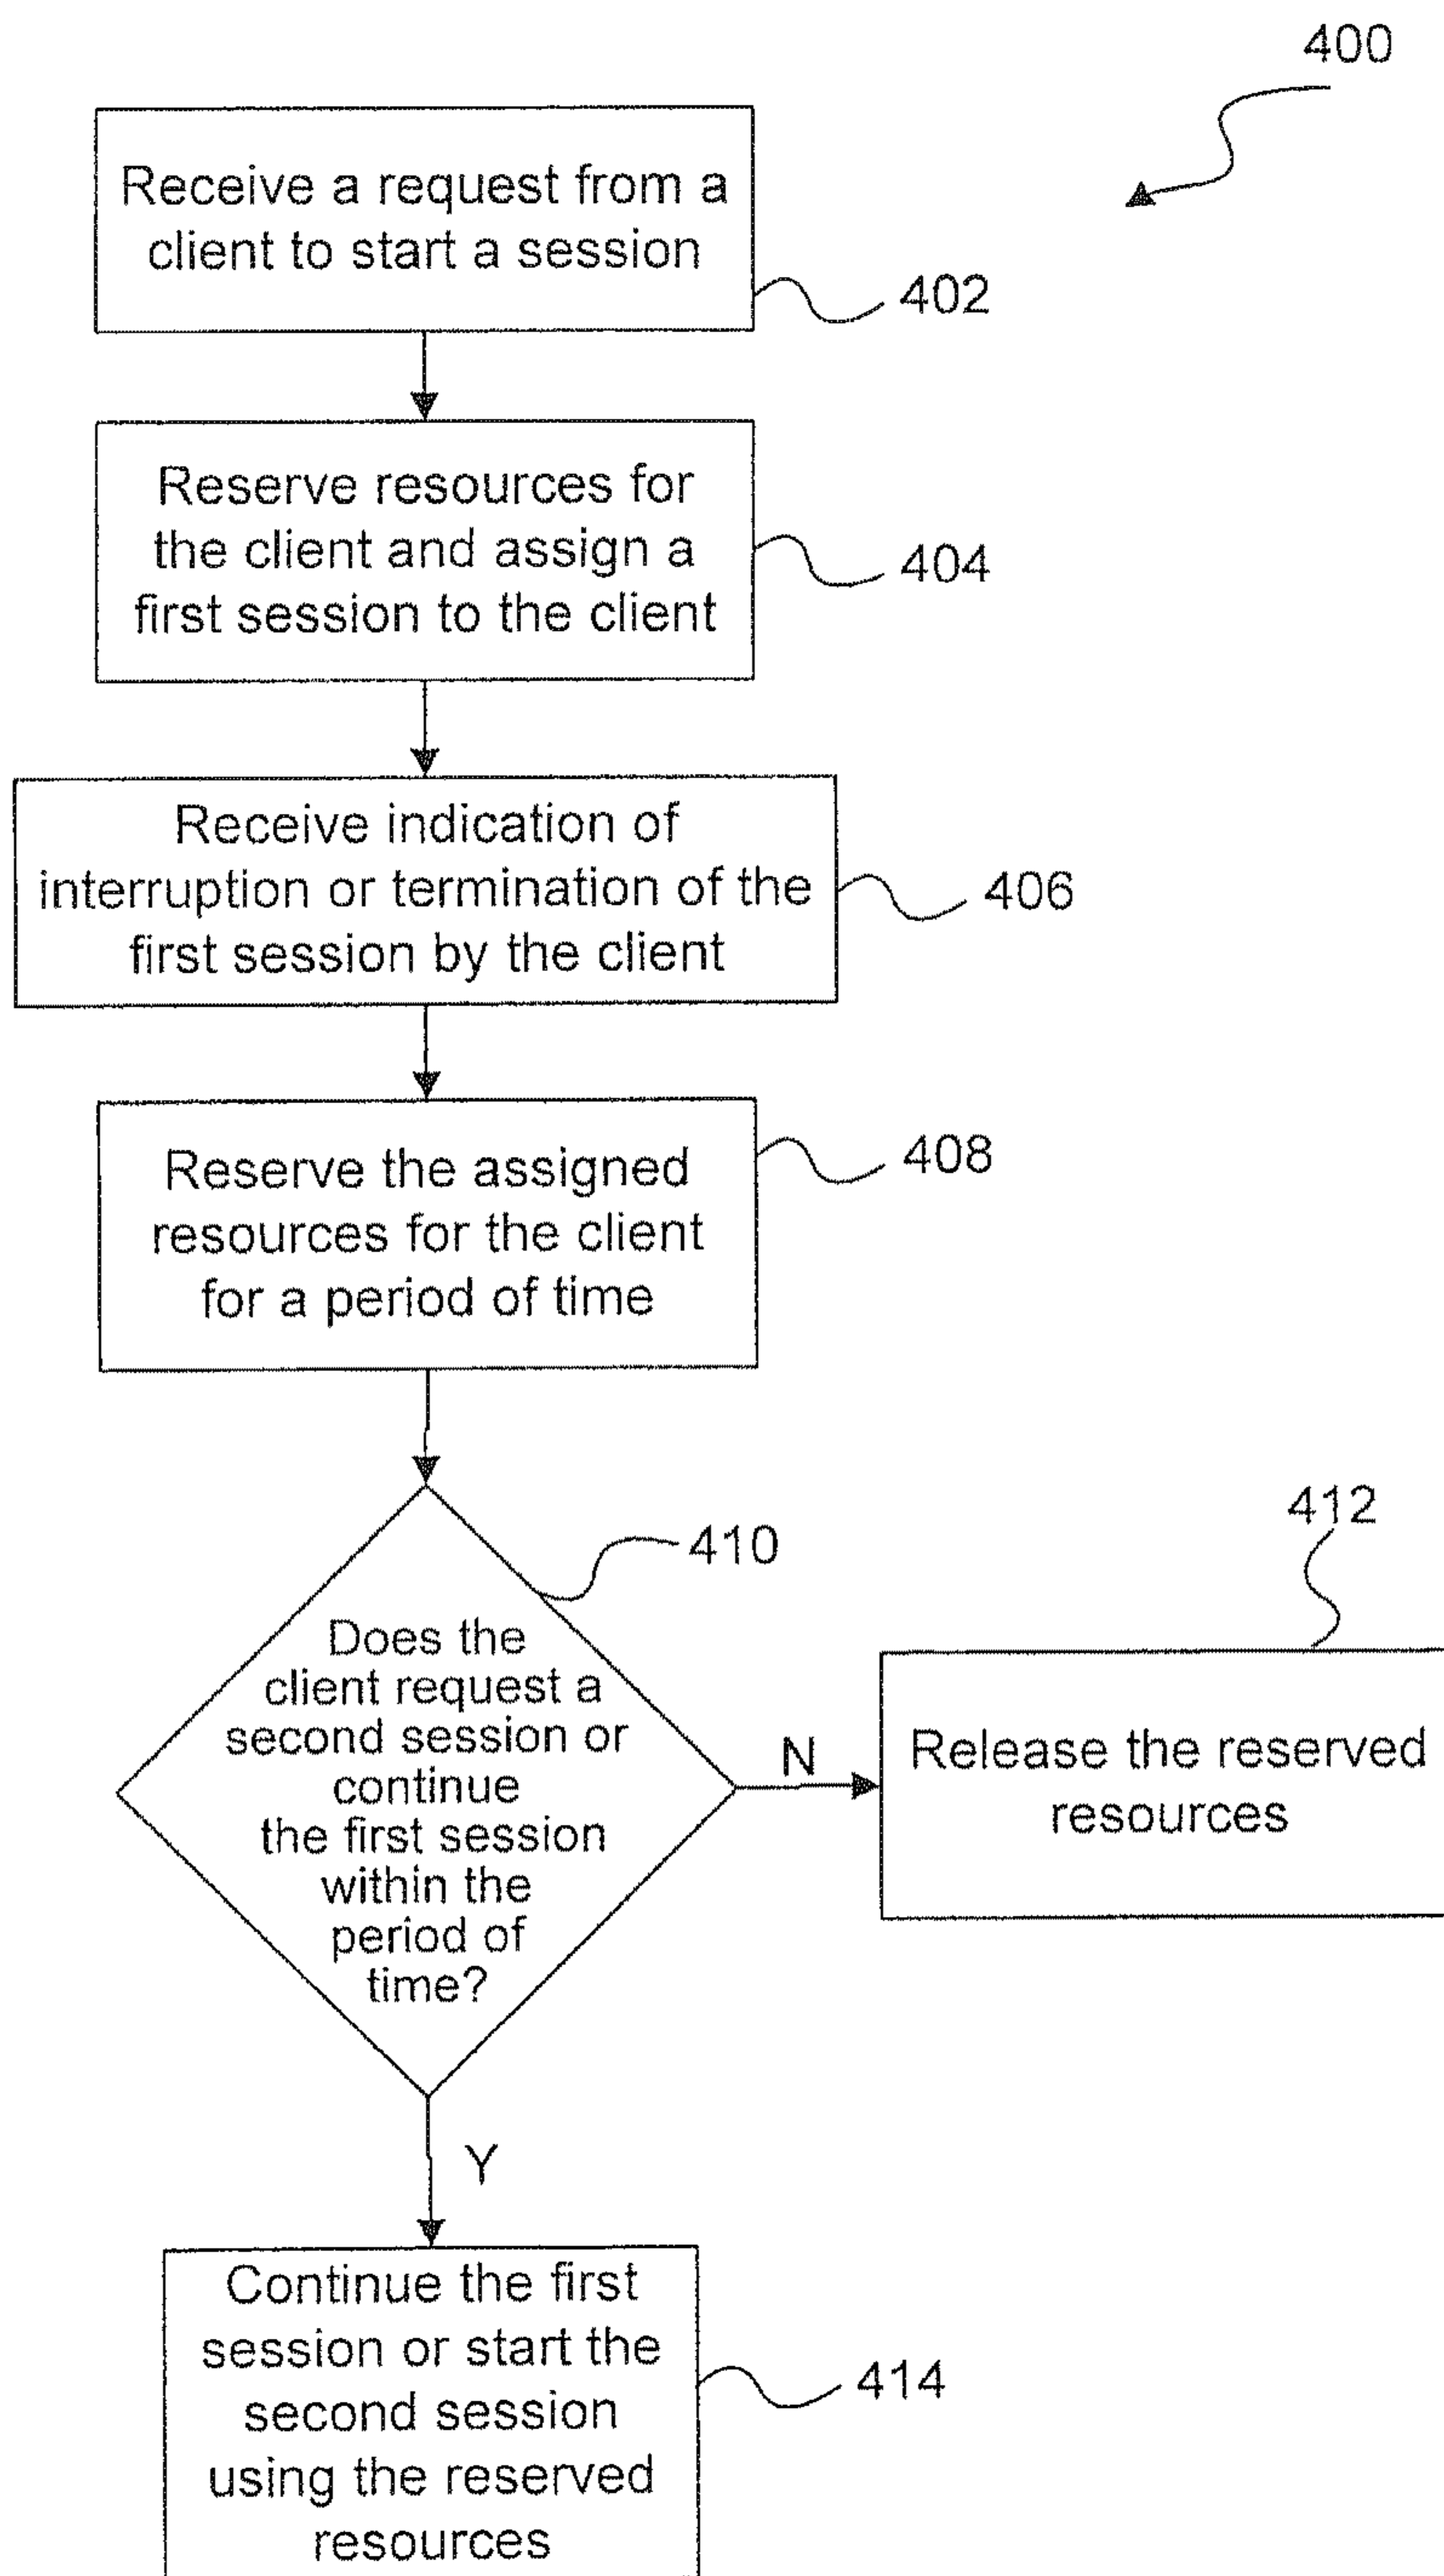 400
Receive a request from a
client to start a session
402
Reserve resources for
the client and assign a
first session to the client
404
Receive indication of
interruption or termination of the
first session by the client
406
Reserve the assigned
resources for the client
for a period of time
408
410
Does the
client request a
second session or
continue
the first session
within the
period of
time?
N
412
Release the reserved
resources
Y
Continue the first
session or start the
second session
using the reserved
resources
414